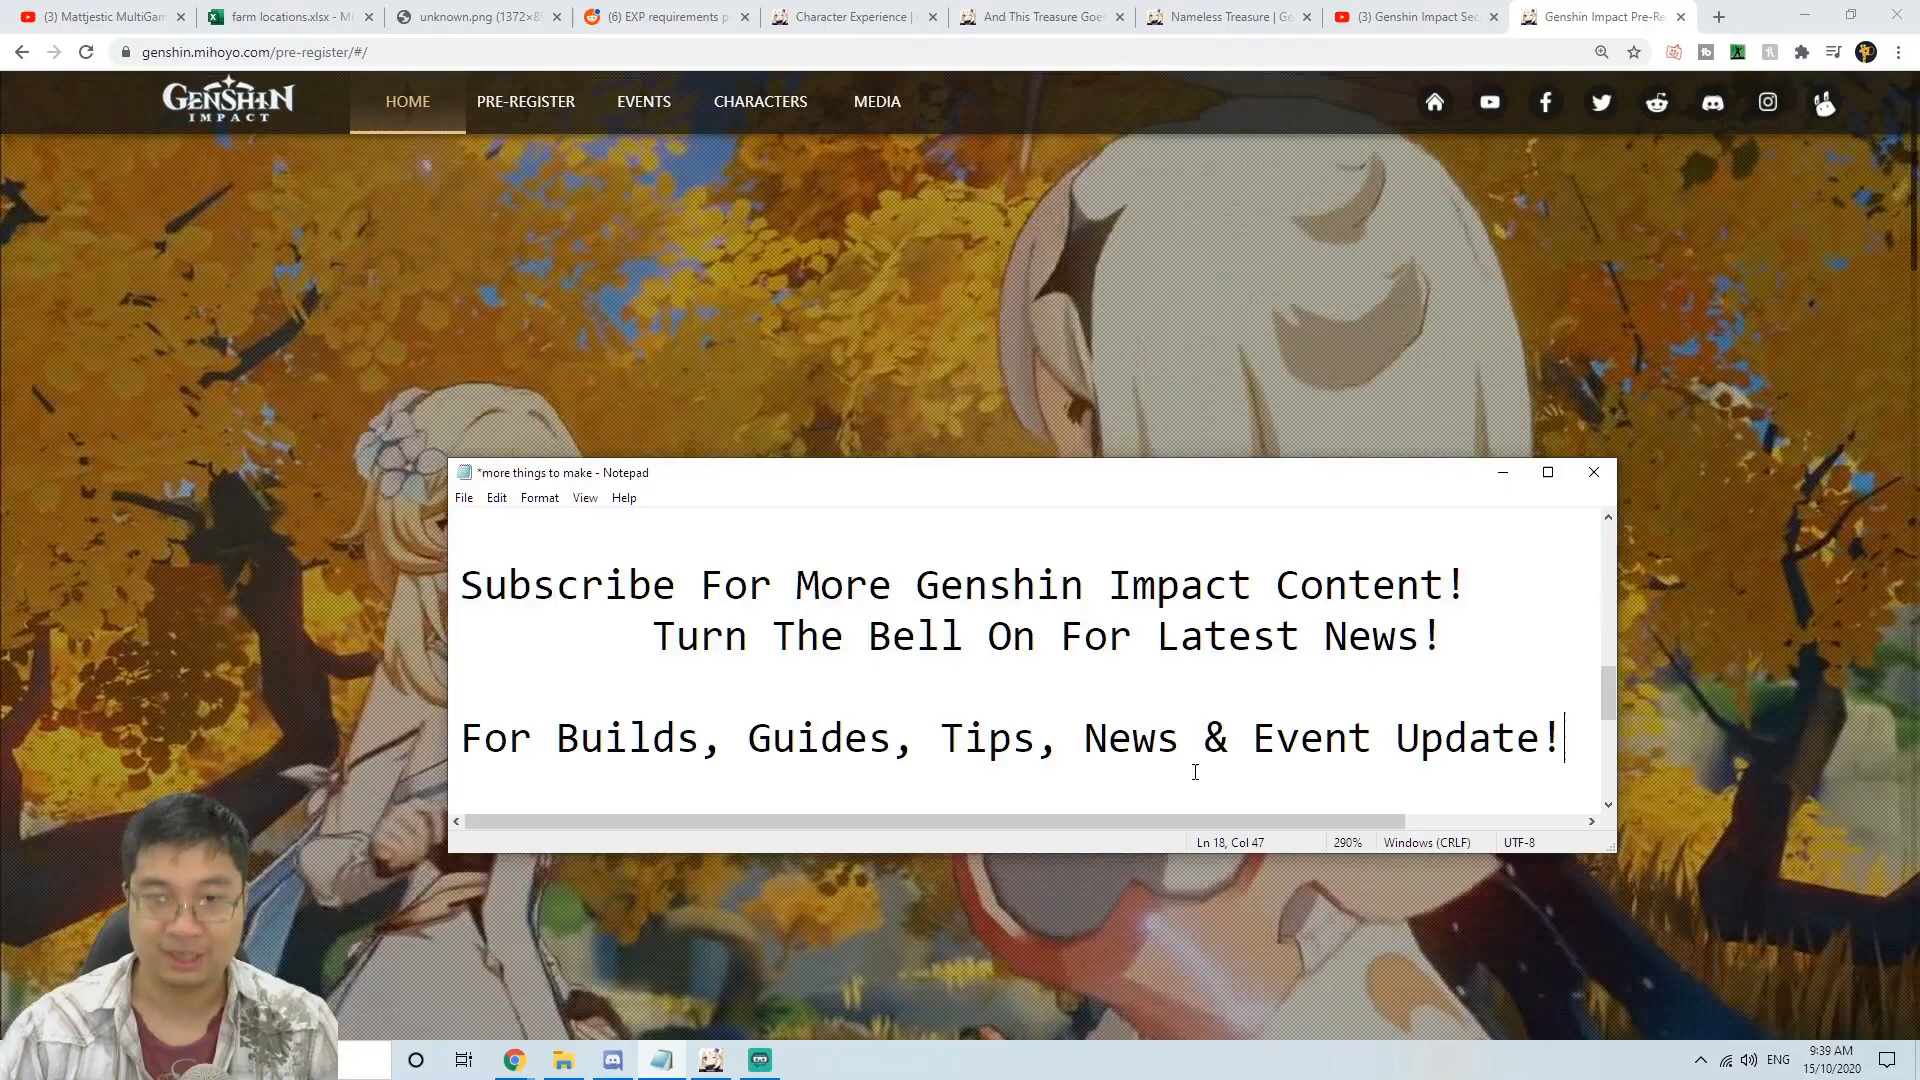 (3) Mattjestic MultiGam
farm locations.xlsx - Mi
unknown.png (1372×89
(6) EXP requirements p
Character Experience |
And This Treasure Goes
Nameless Treasure | Ge
(3) Genshin Impact Sec
Genshin Impact Pre-Re
genshin.mihoyo.com/pre-register/#/
GENSHIN
IMPACT
HOME
PRE-REGISTER
EVENTS
CHARACTERS
MEDIA
*more things to make - Notepad
File Edit Format View Help
Subscribe For More Genshin Impact Content!
Turn The Bell On For Latest News!
For Builds, Guides, Tips, News & Event Update!
Ln 18, Col 47
290%
Windows (CRLF)
UTF-8
ENG
9:39 AM
15/10/2020